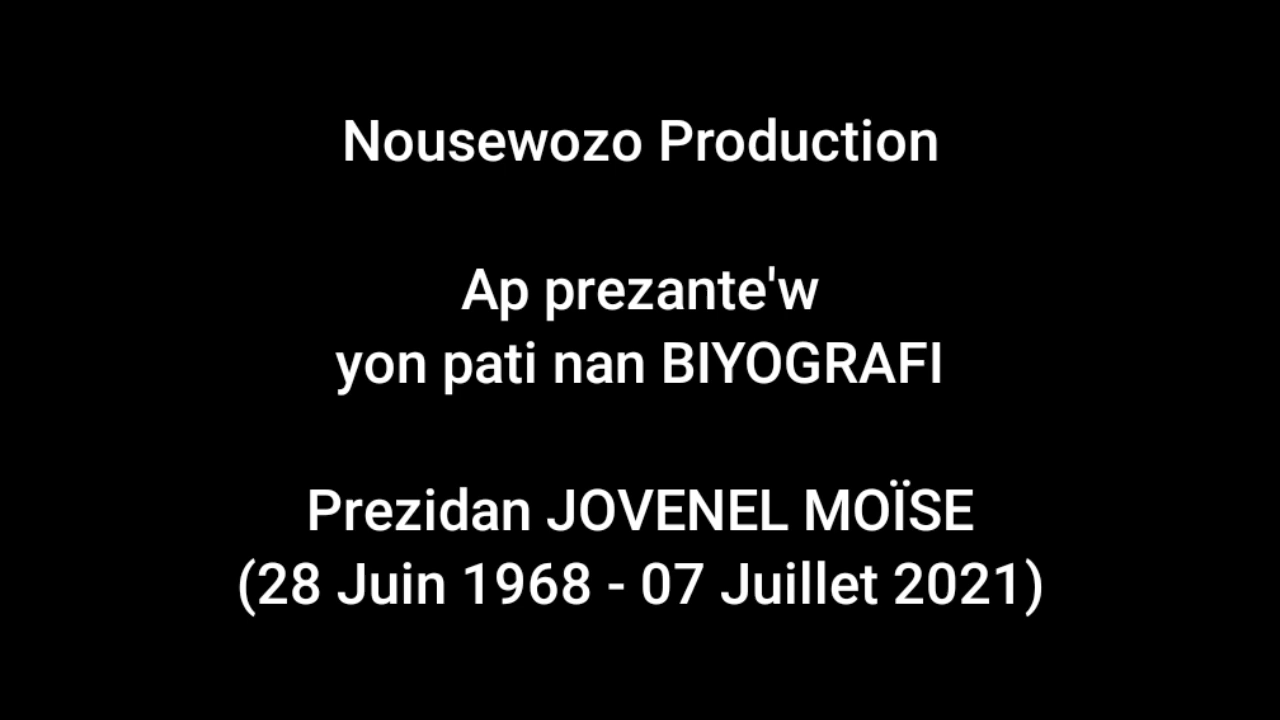 Nousewozo Production
Ap prezante'w
yon pati nan BIYOGRAFI
Prezidan JOVENEL MOÏSE
(28 Juin 1968 - 07 Juillet 2021)